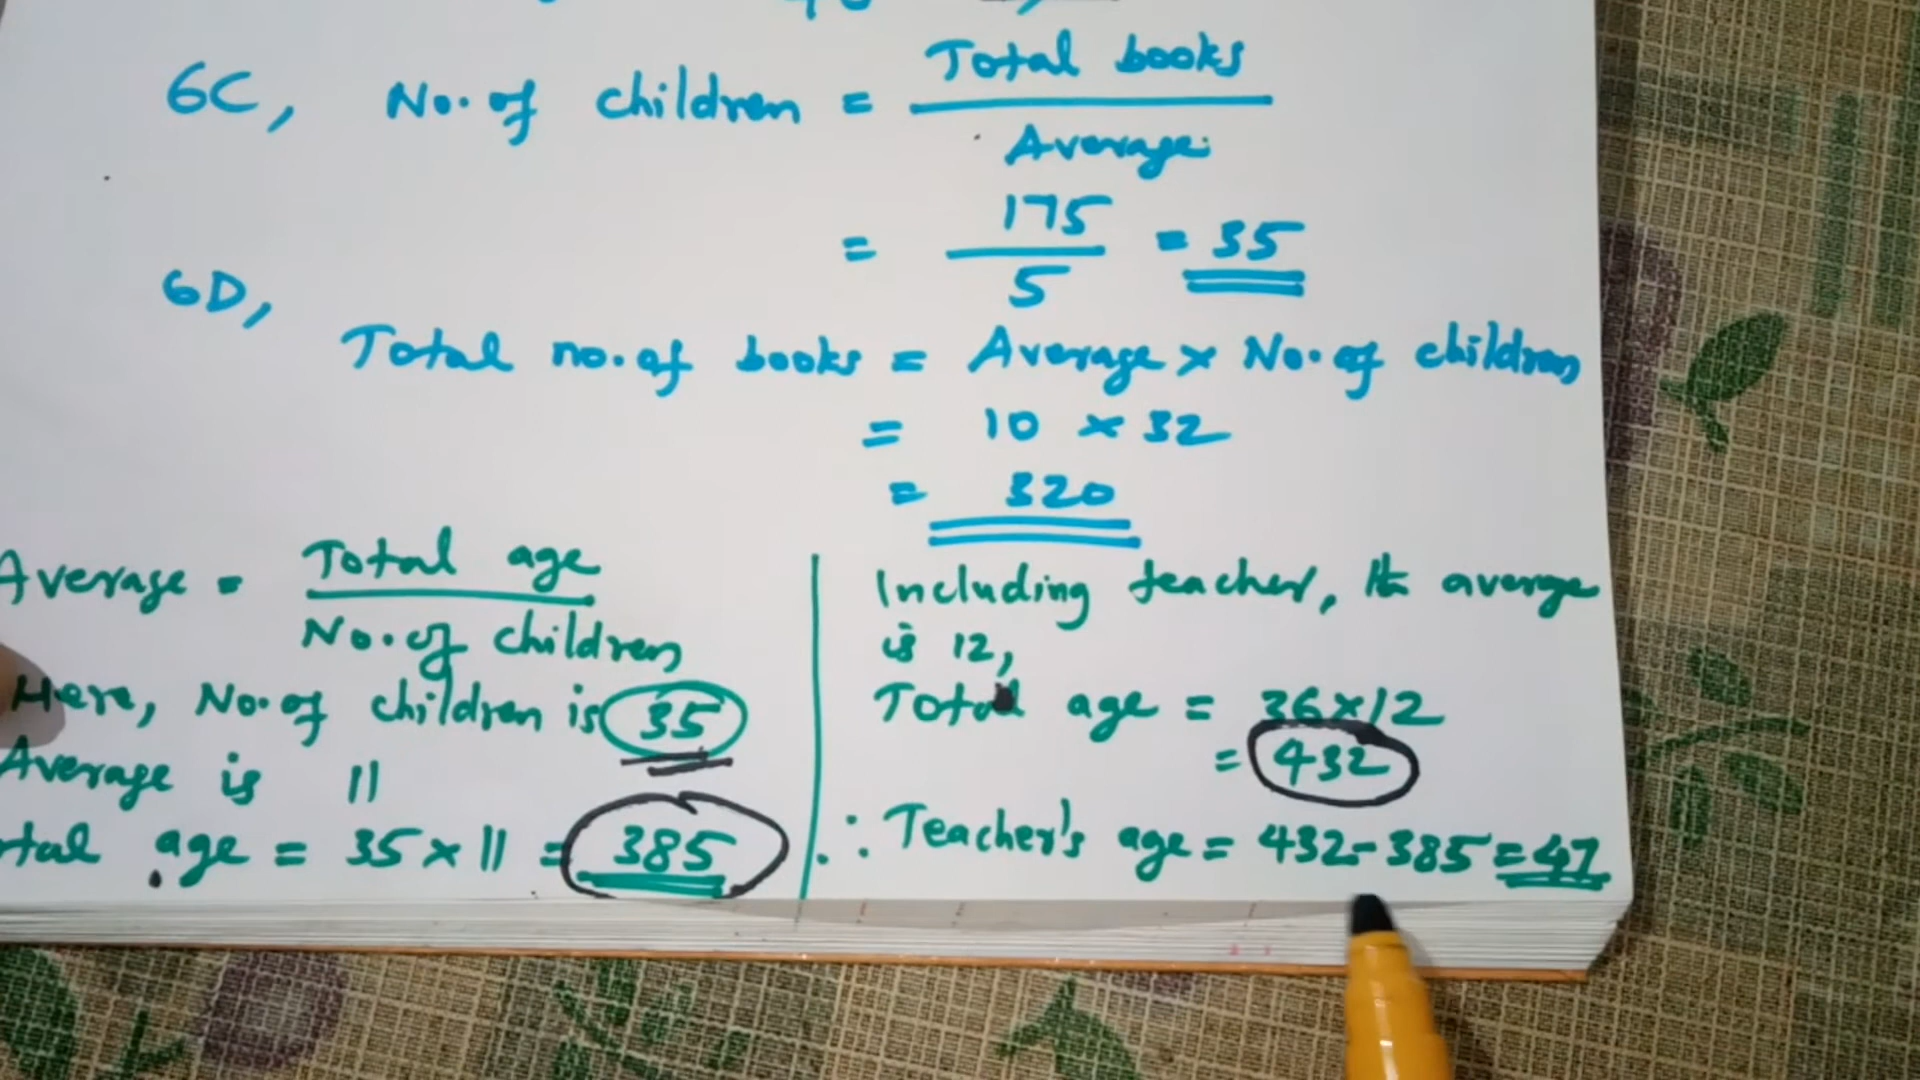 6C, No. of children = Total books
Average
= 175 = 35
5
6D,
Total no. of books = Average × No. of children
= 10 × 32
= 320
Average = Total age
No. of children
Here, No. of children is 35
Average is 11
age = 35 × 11 = 385
Including teacher, average
is 12,
Total age = 36×12
= 432
∴ Teacher's age = 432-385=47